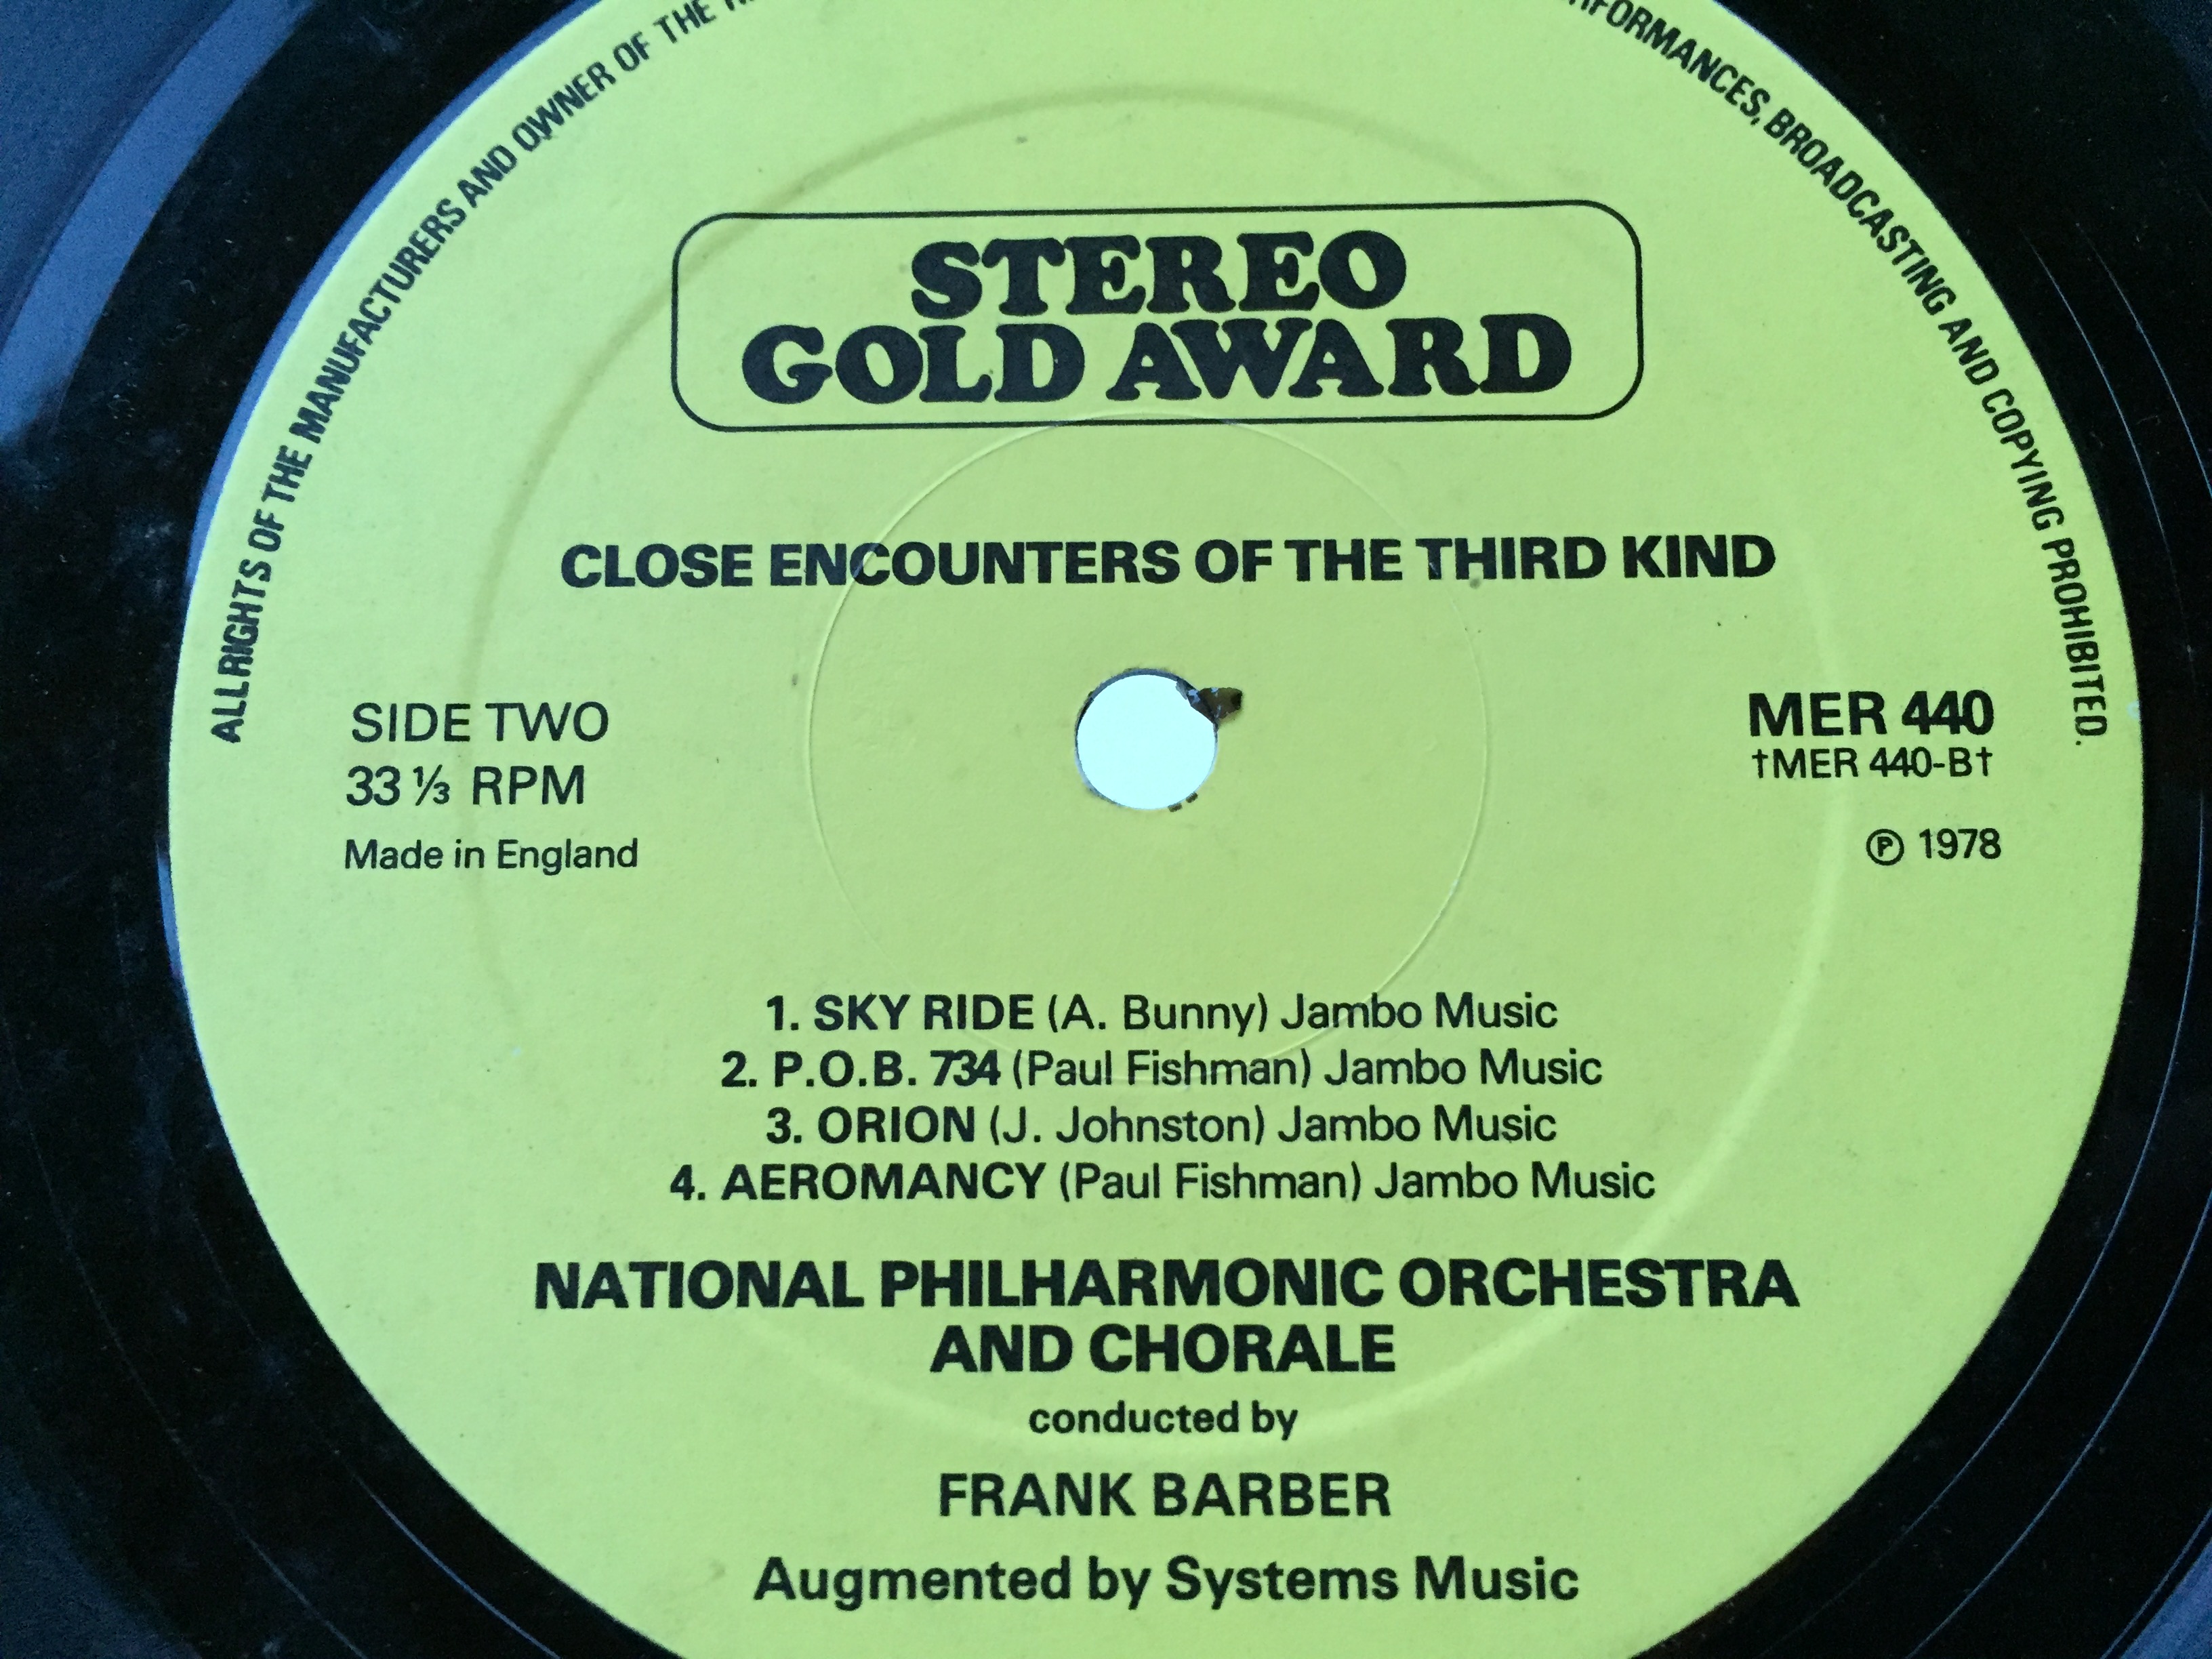 ALL RIGHTS OF THE MANUFACTURERS AND OWNER OF THE
PERFORMANCES, BROADCASTING AND COPYING PROHIBITED.
STEREO
GOLD AWARD
CLOSE ENCOUNTERS OF THE THIRD KIND
SIDE TWO
33 ⅓ RPM
Made in England
MER 440
†MER 440-B†
℗ 1978
1. SKY RIDE (A. Bunny) Jambo Music
2. P.O.B. 734 (Paul Fishman) Jambo Music
3. ORION (J. Johnston) Jambo Music
4. AEROMANCY (Paul Fishman) Jambo Music
NATIONAL PHILHARMONIC ORCHESTRA
AND CHORALE
conducted by
FRANK BARBER
Augmented by Systems Music